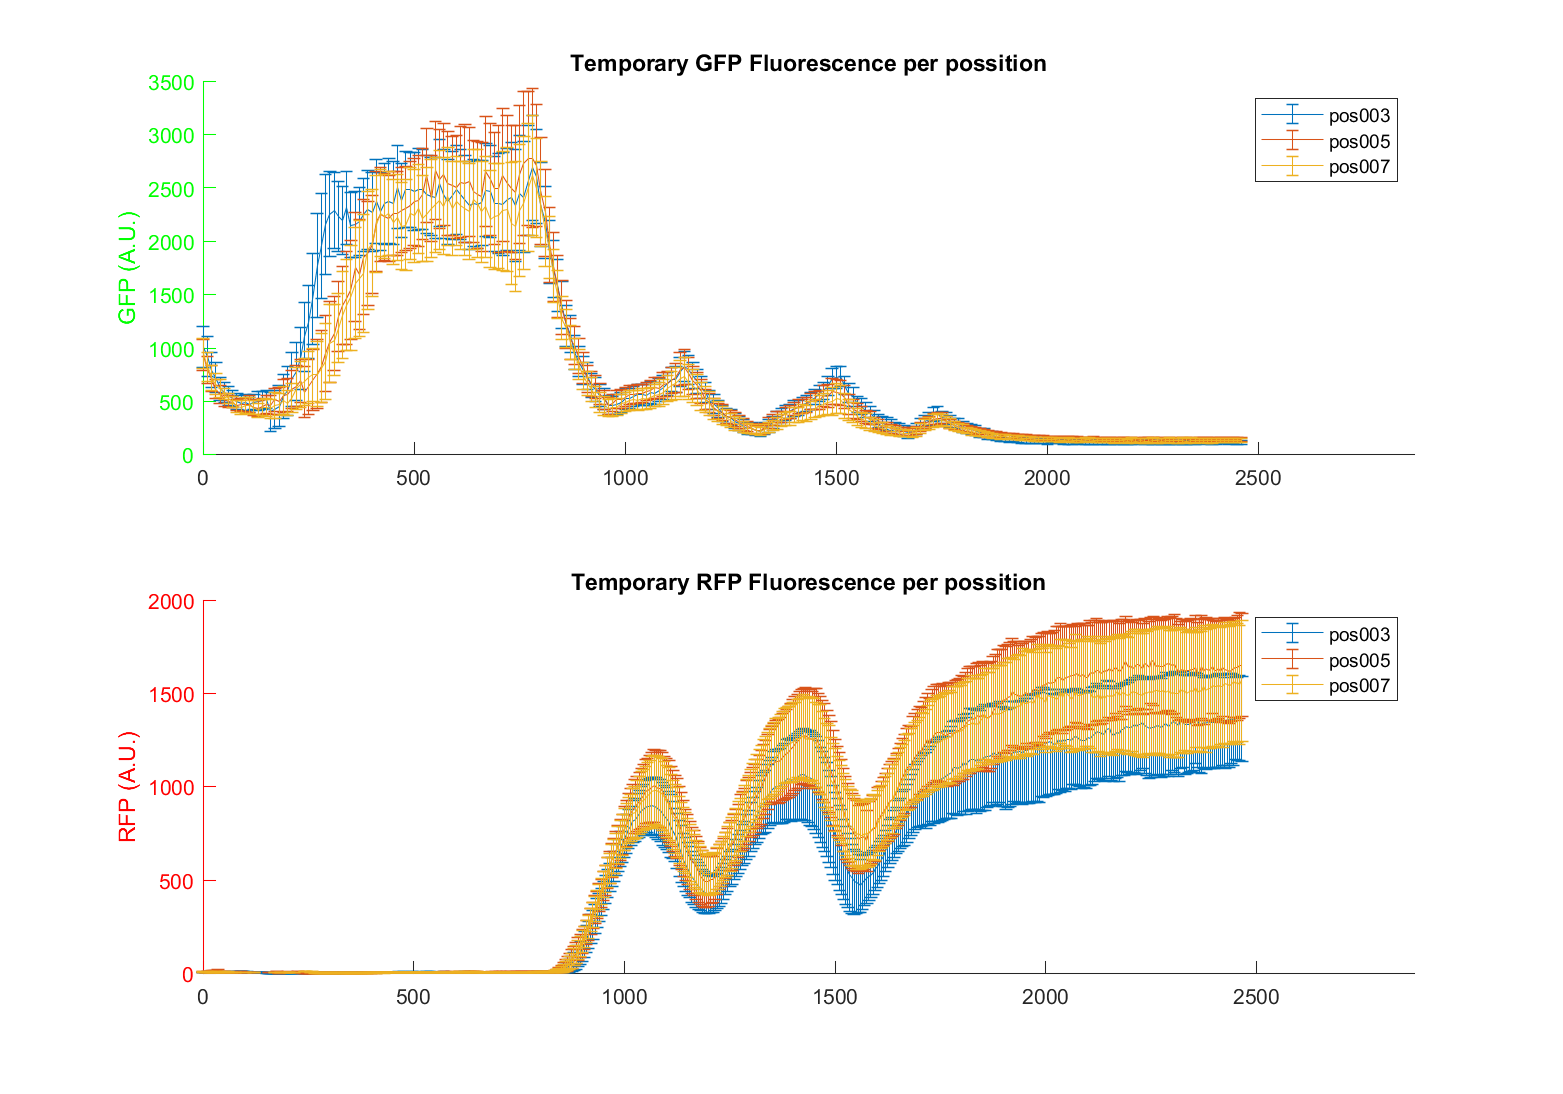 Temporary GFP Fluorescence per possition
3500
3000
2500
2000
1500
1000
500
0
GFP (A.U.)
0 500 1000 1500 2000 2500
pos003
pos005
pos007
Temporary RFP Fluorescence per possition
2000
1500
1000
500
0
RFP (A.U.)
0 500 1000 1500 2000 2500
pos003
pos005
pos007